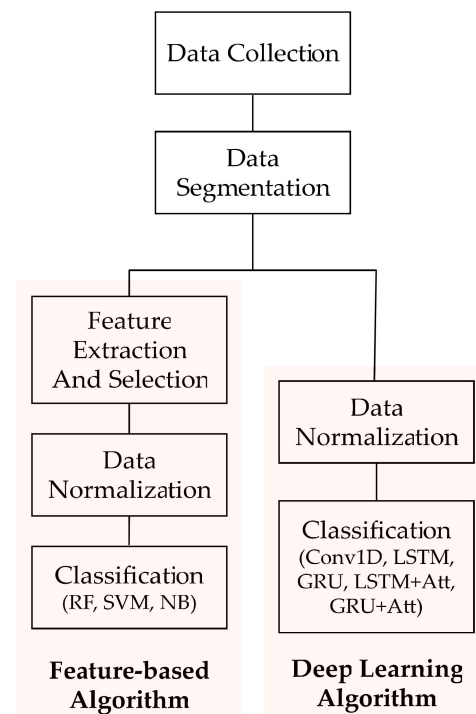 Data Collection
Data
Segmentation
Feature
Extraction
And Selection
Data
Normalization
Classification
(RF, SVM, NB)
Feature-based
Algorithm
Data
Normalization
Classification
(Conv1D, LSTM,
GRU, LSTM+Att,
GRU+Att)
Deep Learning
Algorithm